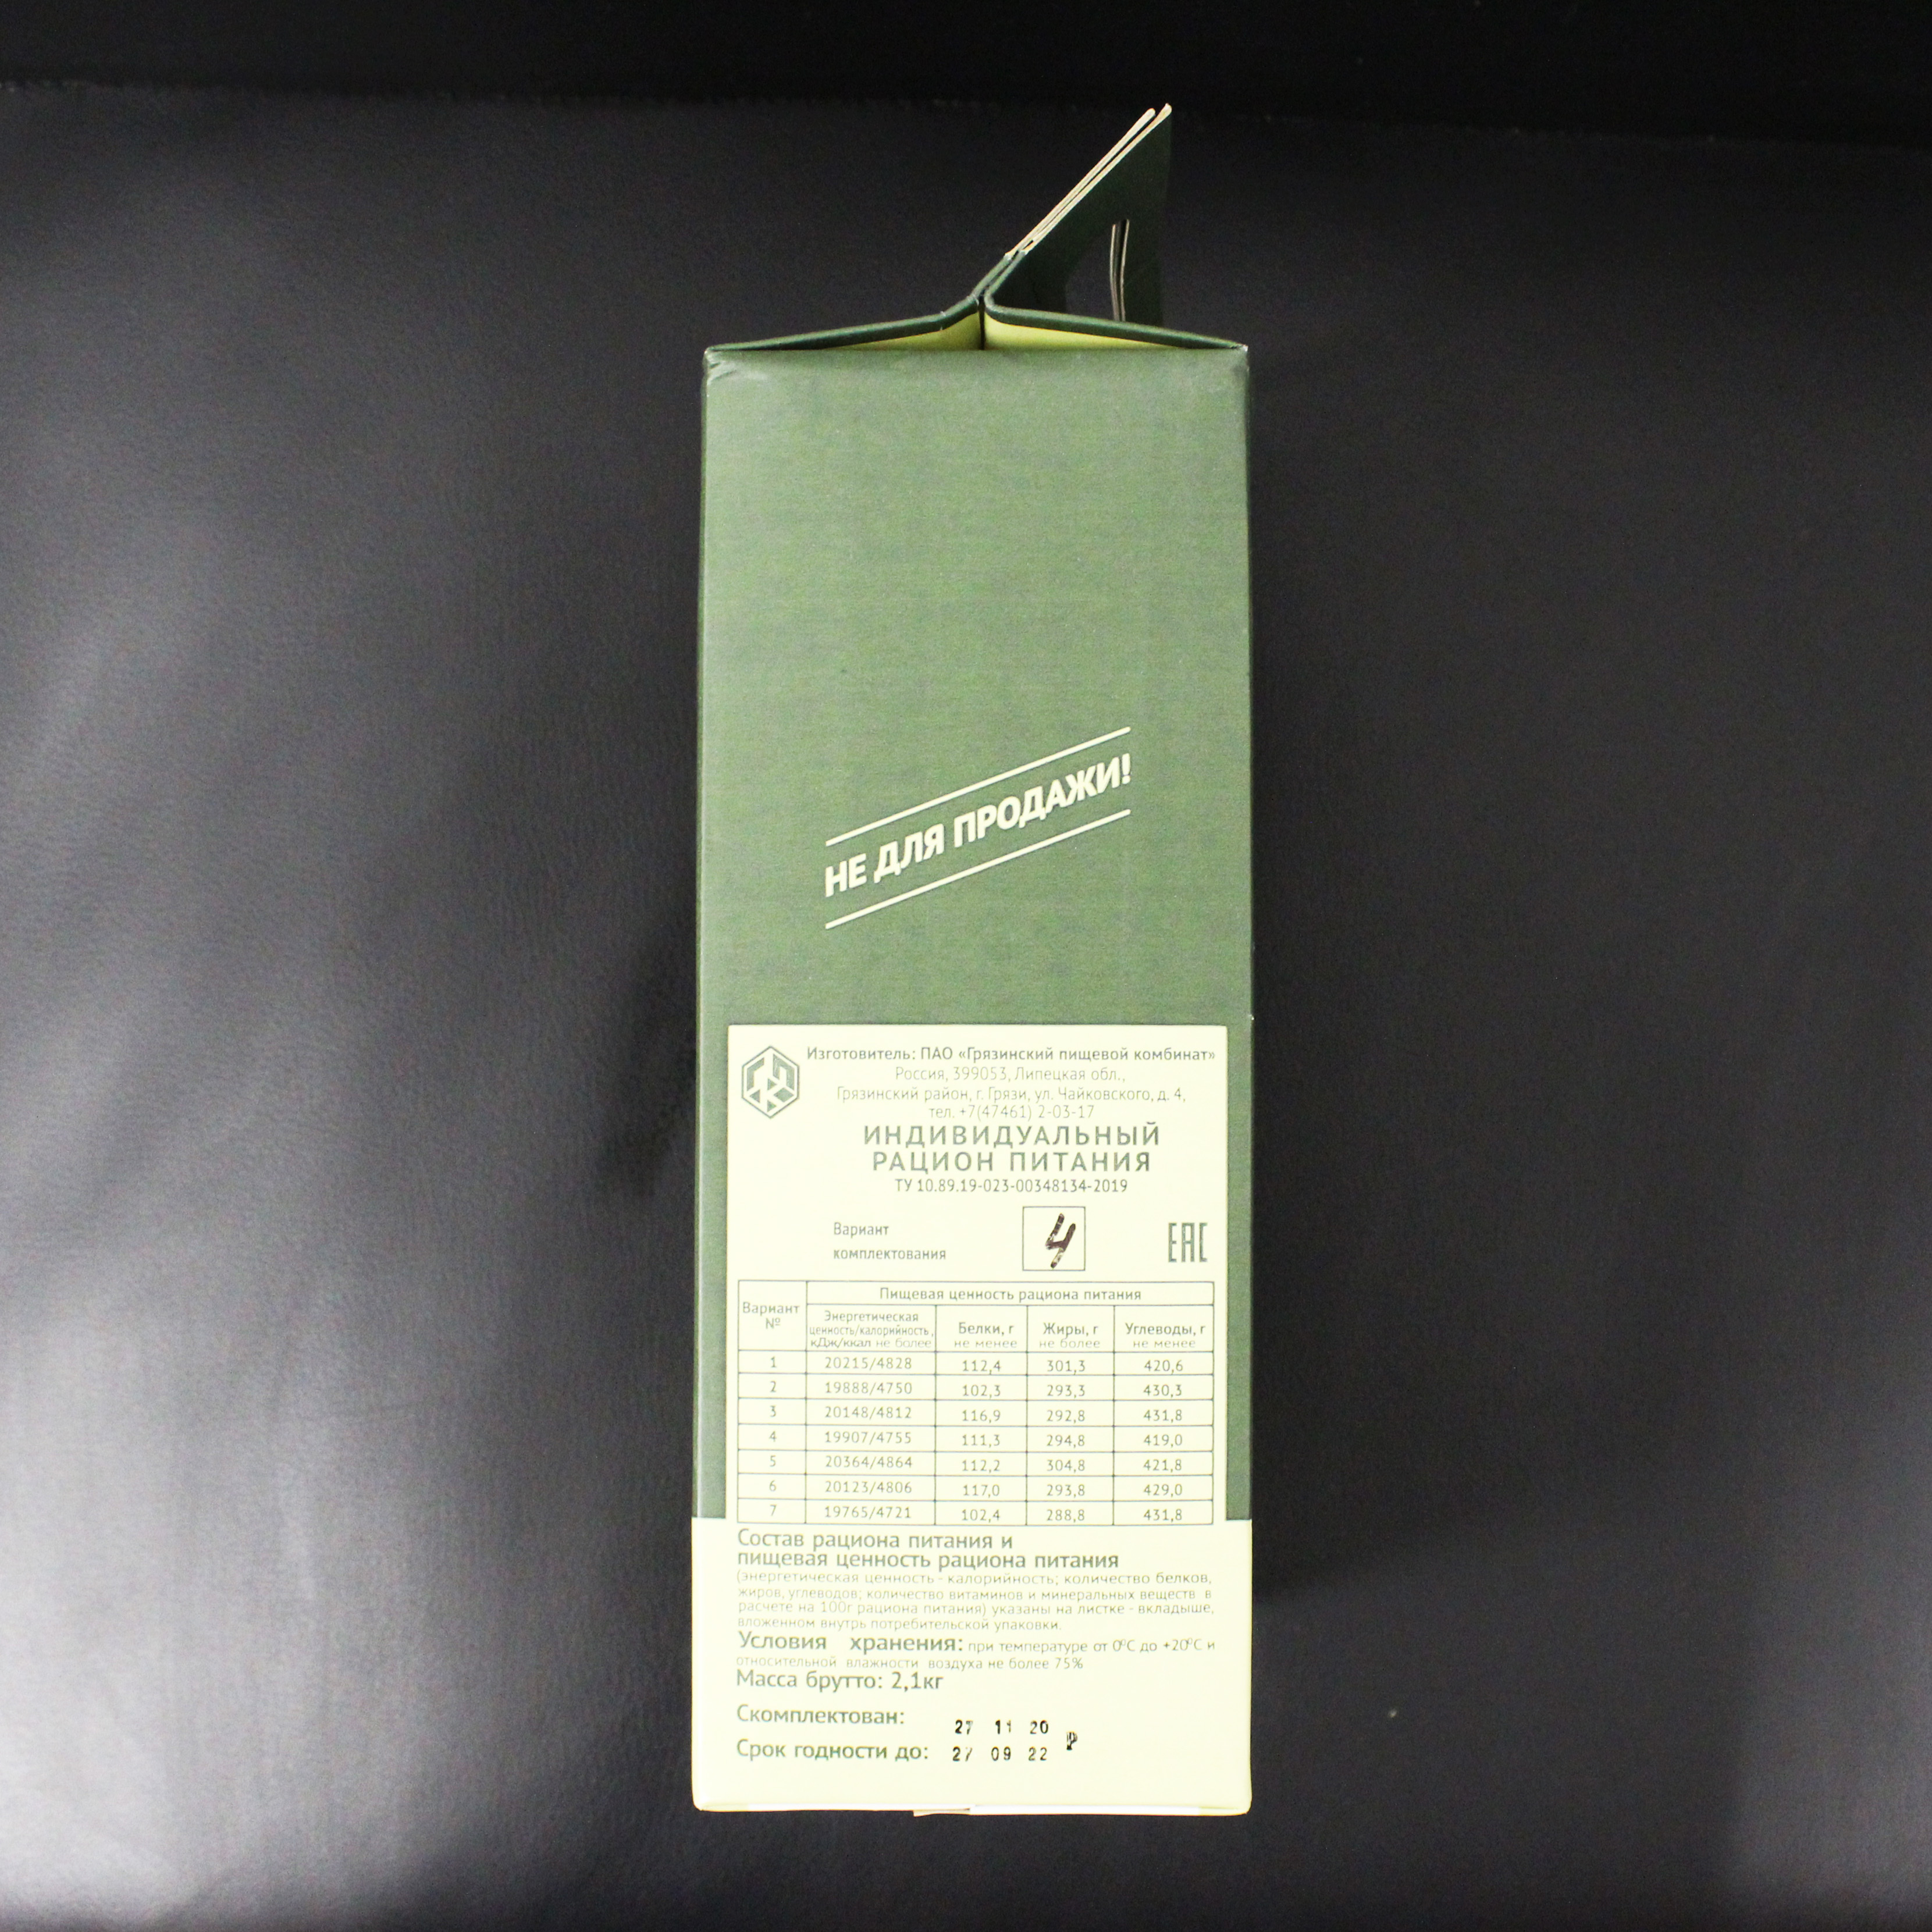 НЕ ДЛЯ ПРОДАЖИ!
Изготовитель: ПАО «Грязинский пищевой комбинат»
Россия, 399053, Липецкая обл.,
Грязинский район, г. Грязи, ул. Чайковского, д. 4,
тел. +7(47461) 2-03-17
ИНДИВИДУАЛЬНЫЙ
РАЦИОН ПИТАНИЯ
ТУ 10.89.19-023-00348134-2019
Вариант
комплектования
4
EAC
Вариант
№
Пищевая ценность рациона питания
Энергетическая
ценность/калорийность,
кДж/ккал не более
Белки, г
не менее
Жиры, г
не более
Углеводы, г
не менее
1 20215/4828 112,4 301,3 420,6
2 19888/4750 102,3 293,3 430,3
3 20148/4812 116,9 292,8 431,8
4 19907/4755 111,3 294,8 419,0
5 20364/4864 112,2 304,8 421,8
6 20123/4806 117,0 293,8 429,0
7 19765/4721 102,4 288,8 431,8
Состав рациона питания и
пищевая ценность рациона питания
(энергетическая ценность - калорийность; количество белков,
жиров, углеводов; количество витаминов и минеральных веществ в
расчете на 100г рациона питания) указаны на листке - вкладыше,
вложенном внутрь потребительской упаковки.
Условия хранения: при температуре от 0°C до +20°C и
относительной влажности воздуха не более 75%
Масса брутто: 2,1кг
Скомплектован: 27 11 20
Срок годности до: 27 09 22